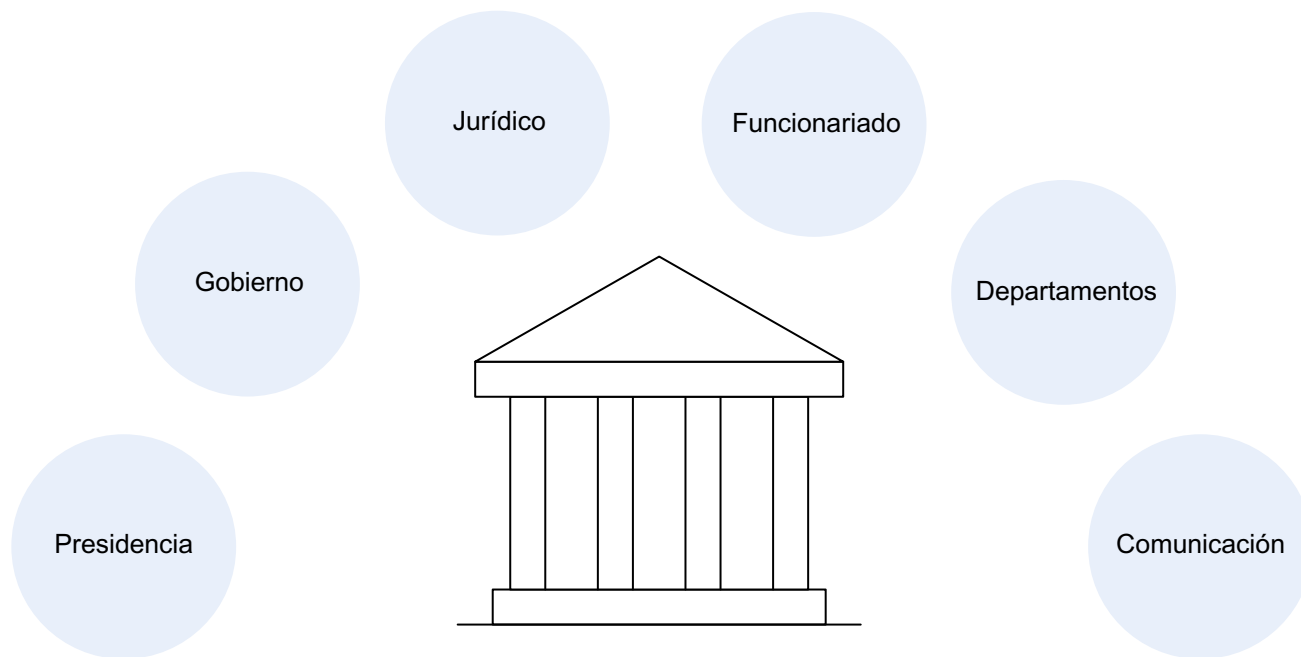 Jurídico
Funcionariado
Gobierno
Departamentos
Presidencia
Comunicación